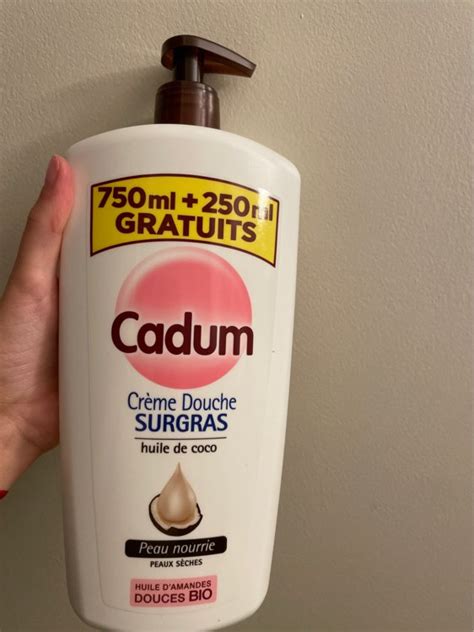 750ml + 250ml
GRATUITS
Cadum
Crème Douche
SURGRAS
huile de coco
Peau nourrie
PEAUX SÈCHES
HUILE D'AMANDES
DOUCES BIO